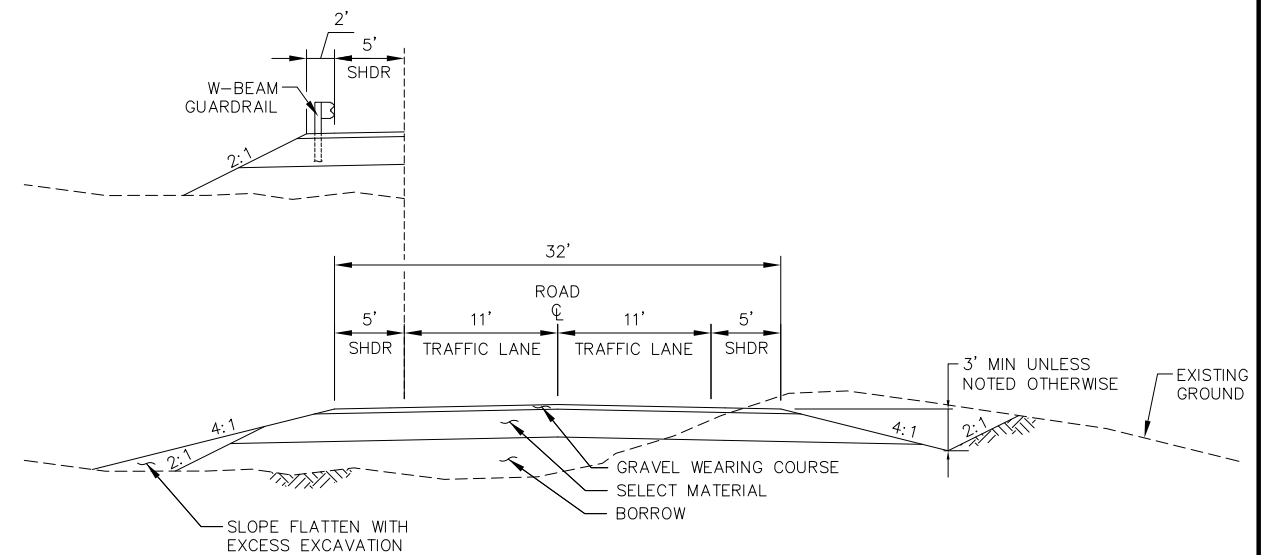 2'
5'
SHDR
W-BEAM
GUARDRAIL
2:1
32'
ROAD
℄
5'
11'
11'
5'
SHDR
TRAFFIC LANE
TRAFFIC LANE
SHDR
3' MIN UNLESS
NOTED OTHERWISE
EXISTING
GROUND
4:1
2:1
4:1
2:1
GRAVEL WEARING COURSE
SELECT MATERIAL
BORROW
SLOPE FLATTEN WITH
EXCESS EXCAVATION